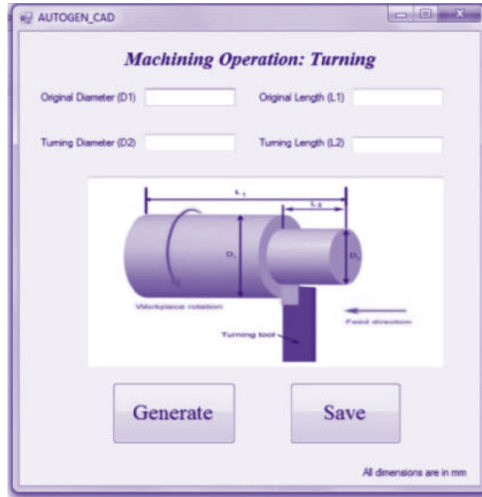 AUTOGEN_CAD
Machining Operation: Turning
Original Diameter (D1) Original Length (L1)
Turning Diameter (D2) Turning Length (L2)
L₁
L₂
D₁
Workpiece rotation
Feed direction
Turning tool
Generate Save
All dimensions are in mm